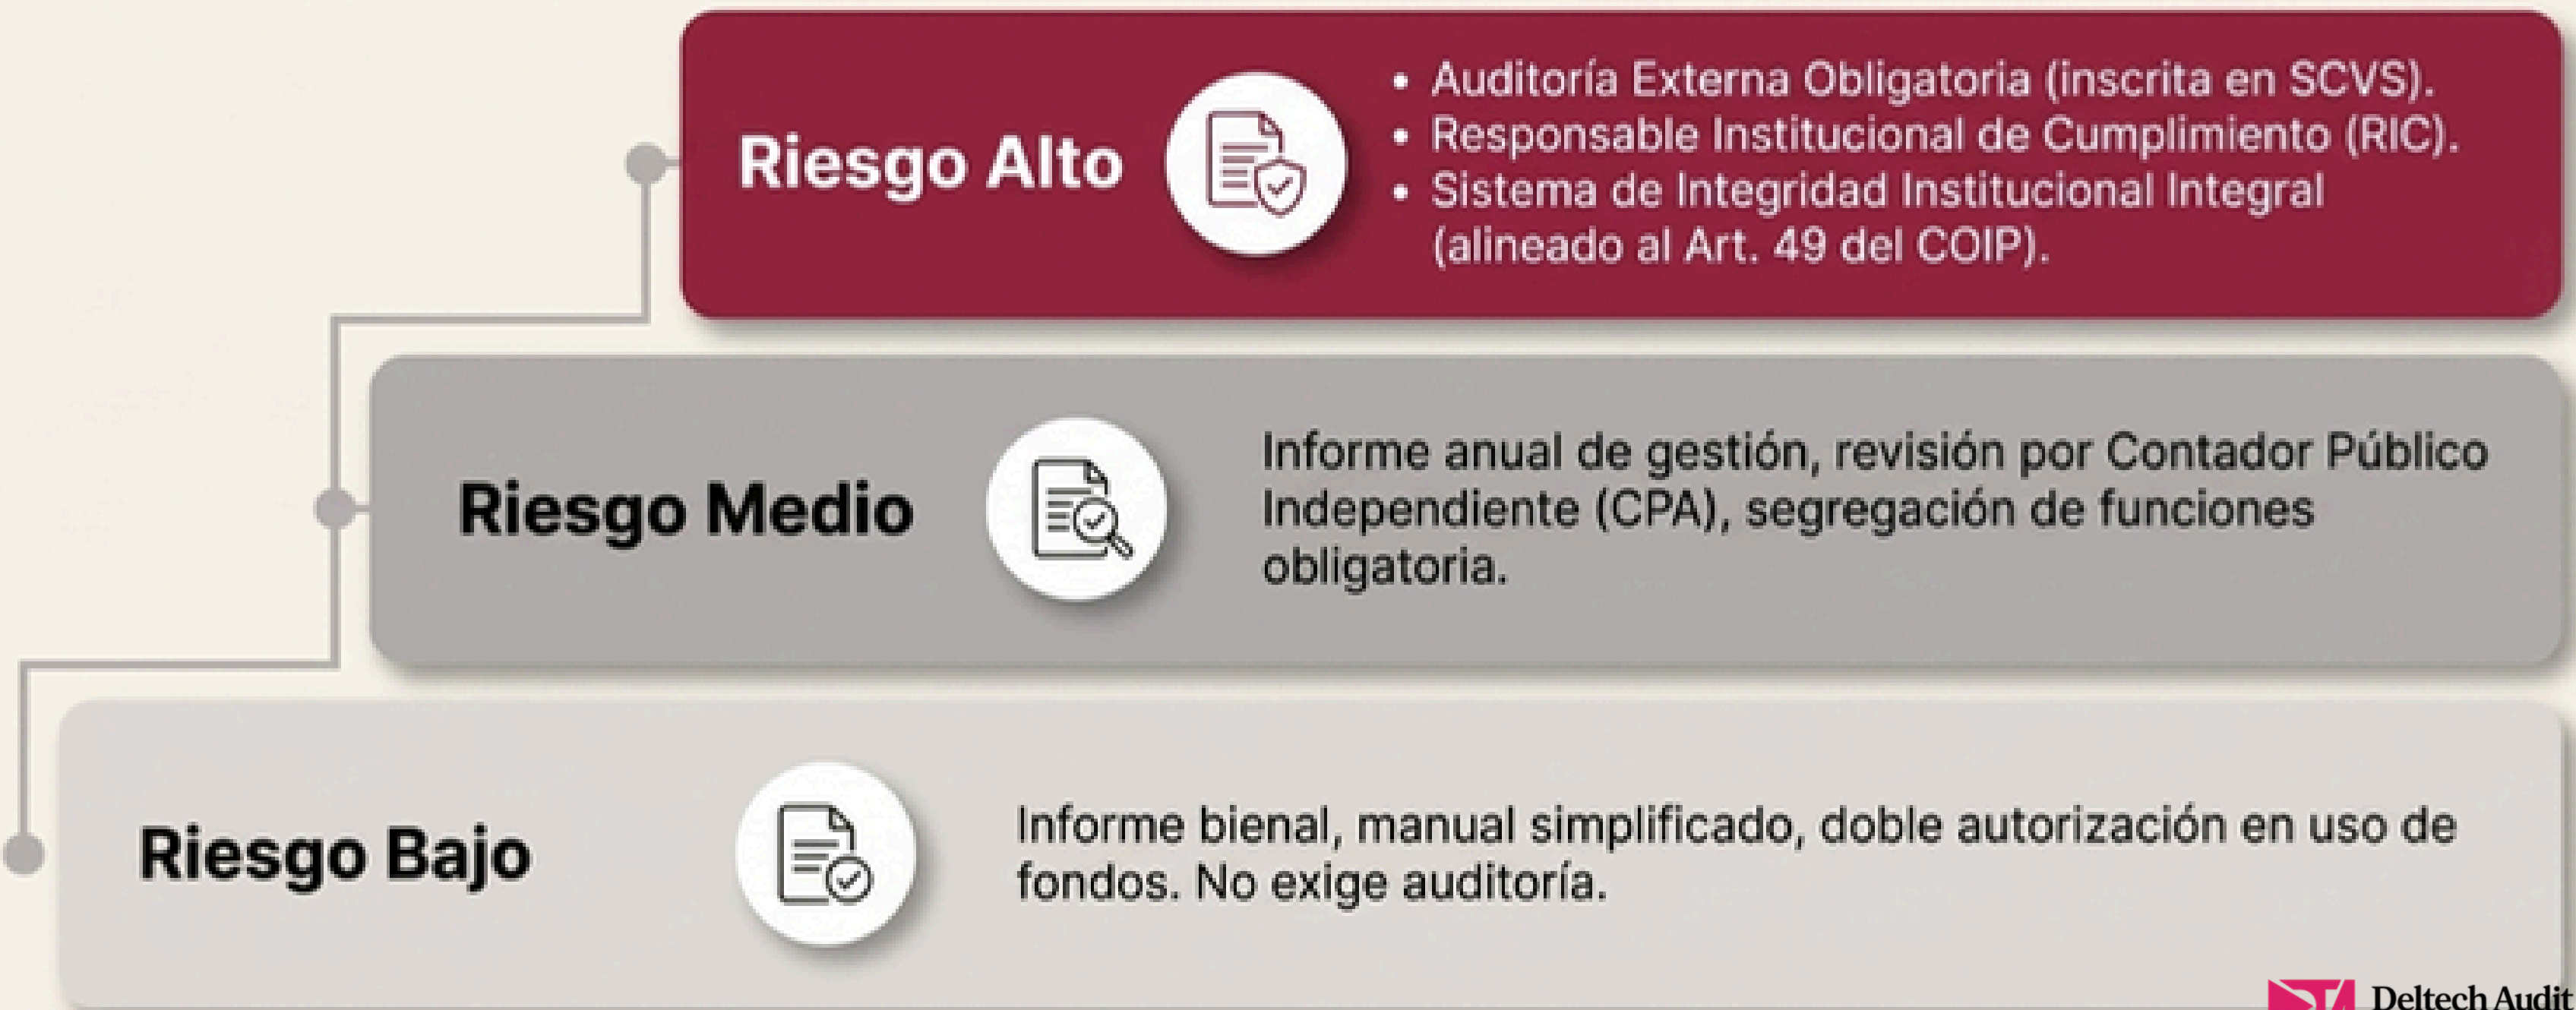 Riesgo Alto
• Auditoría Externa Obligatoria (inscrita en SCVS).
• Responsable Institucional de Cumplimiento (RIC).
• Sistema de Integridad Institucional Integral
(alineado al Art. 49 del COIP).
Riesgo Medio
Informe anual de gestión, revisión por Contador Público
Independiente (CPA), segregación de funciones
obligatoria.
Riesgo Bajo
Informe bienal, manual simplificado, doble autorización en uso de
fondos. No exige auditoría.
Deltech Audit